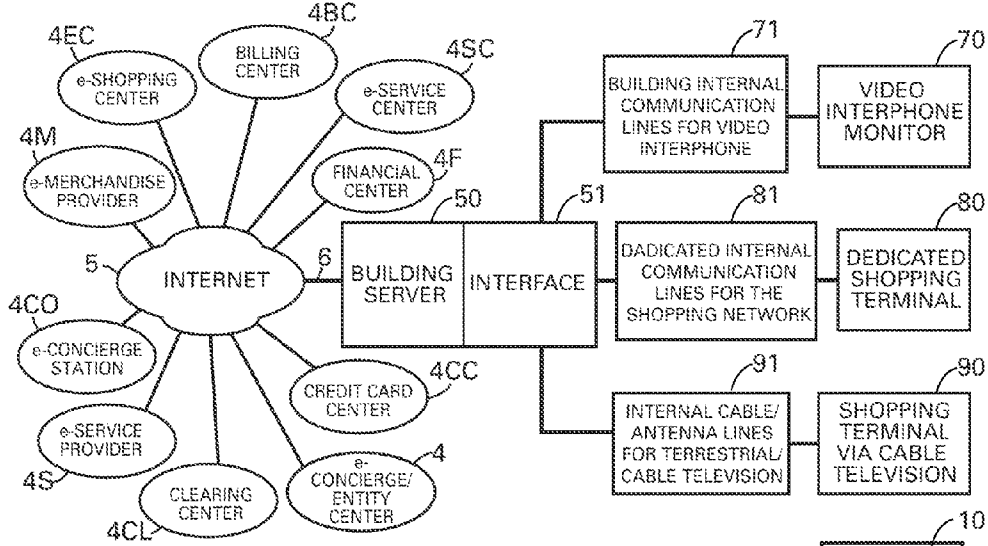 4EC
e-SHOPPING
CENTER
4BC
BILLING
CENTER
4SC
e-SERVICE
CENTER
4M
e-MERCHANDISE
PROVIDER
4F
FINANCIAL
CENTER
5
INTERNET
6
4CO
e-CONCIERGE
STATION
4S
e-SERVICE
PROVIDER
4CL
CLEARING
CENTER
4
e-
CONCIERGE/
ENTITY
CENTER
4CC
CREDIT CARD
CENTER
50
BUILDING
SERVER
51
INTERFACE
71
BUILDING INTERNAL
COMMUNICATION
LINES FOR VIDEO
INTERPHONE
70
VIDEO
INTERPHONE
MONITOR
81
DADICATED INTERNAL
COMMUNICATION
LINES FOR THE
SHOPPING NETWORK
80
DEDICATED
SHOPPING
TERMINAL
91
INTERNAL CABLE/
ANTENNA LINES
FOR TERRESTRIAL/
CABLE TELEVISION
90
SHOPPING
TERMINAL
VIA CABLE
TELEVISION
10